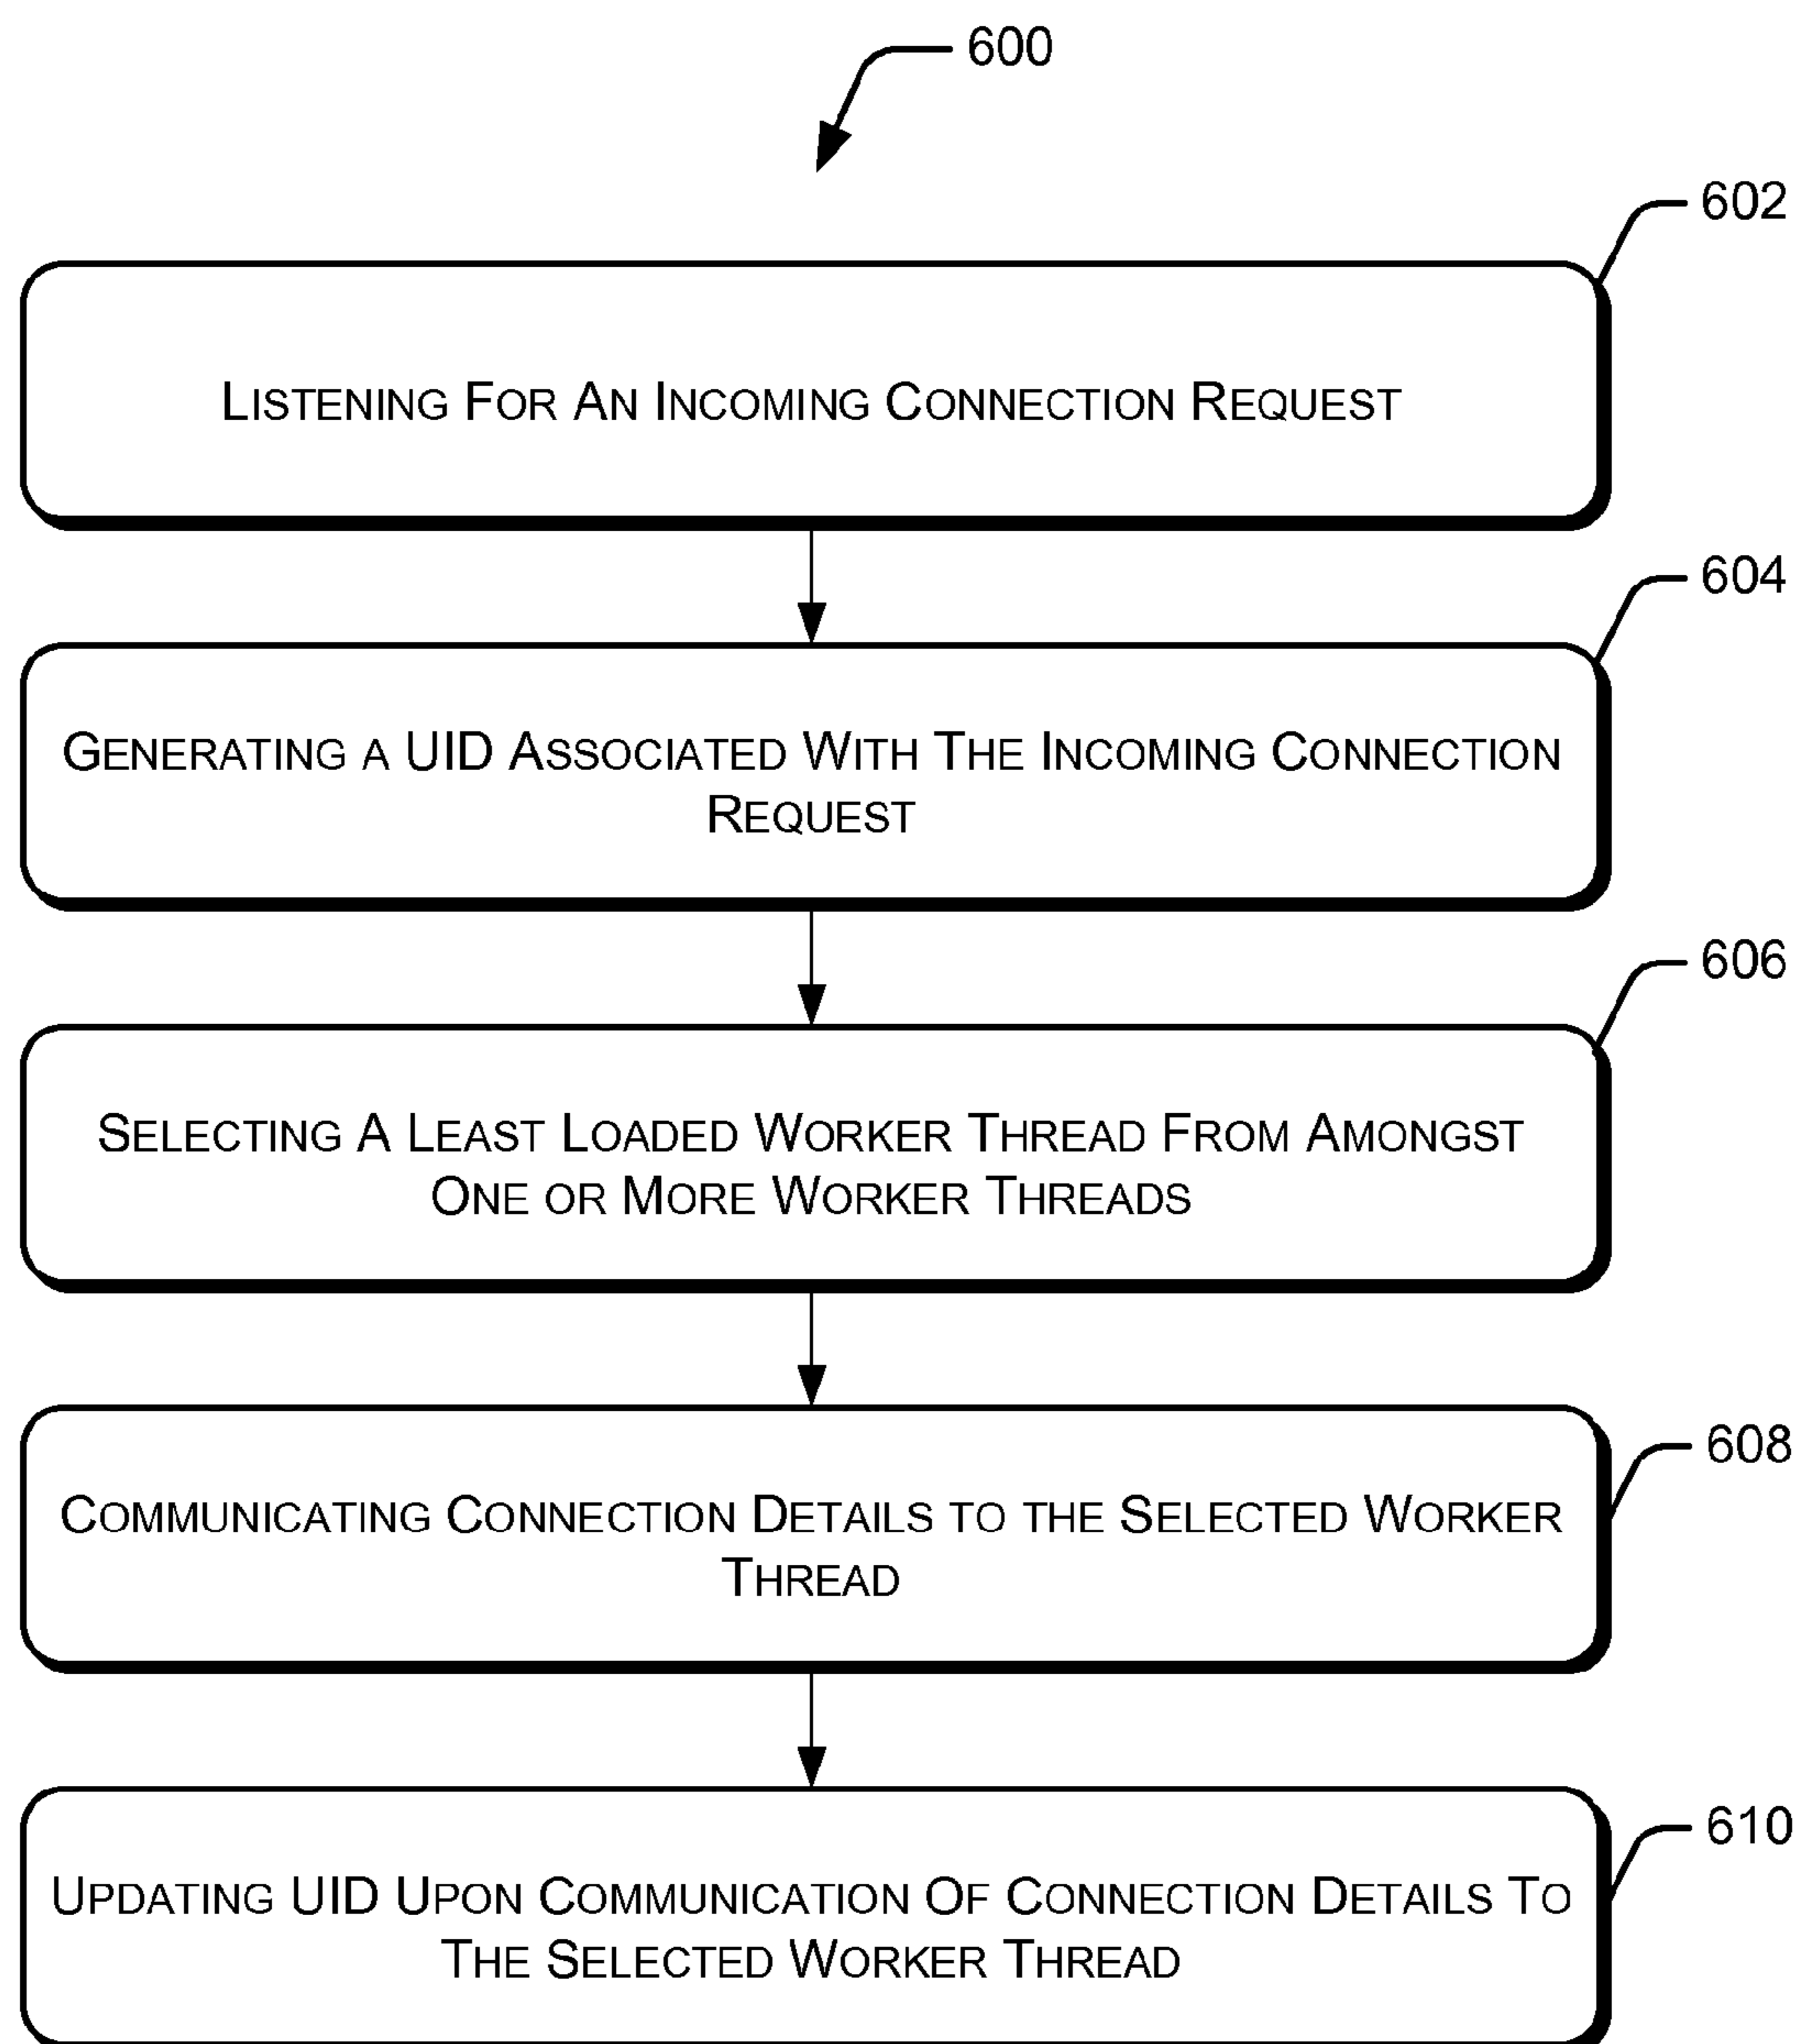 600
602
LISTENING FOR AN INCOMING CONNECTION REQUEST
604
GENERATING A UID ASSOCIATED WITH THE INCOMING CONNECTION
REQUEST
606
SELECTING A LEAST LOADED WORKER THREAD FROM AMONGST
ONE OR MORE WORKER THREADS
608
COMMUNICATING CONNECTION DETAILS TO THE SELECTED WORKER
THREAD
610
UPDATING UID UPON COMMUNICATION OF CONNECTION DETAILS TO
THE SELECTED WORKER THREAD